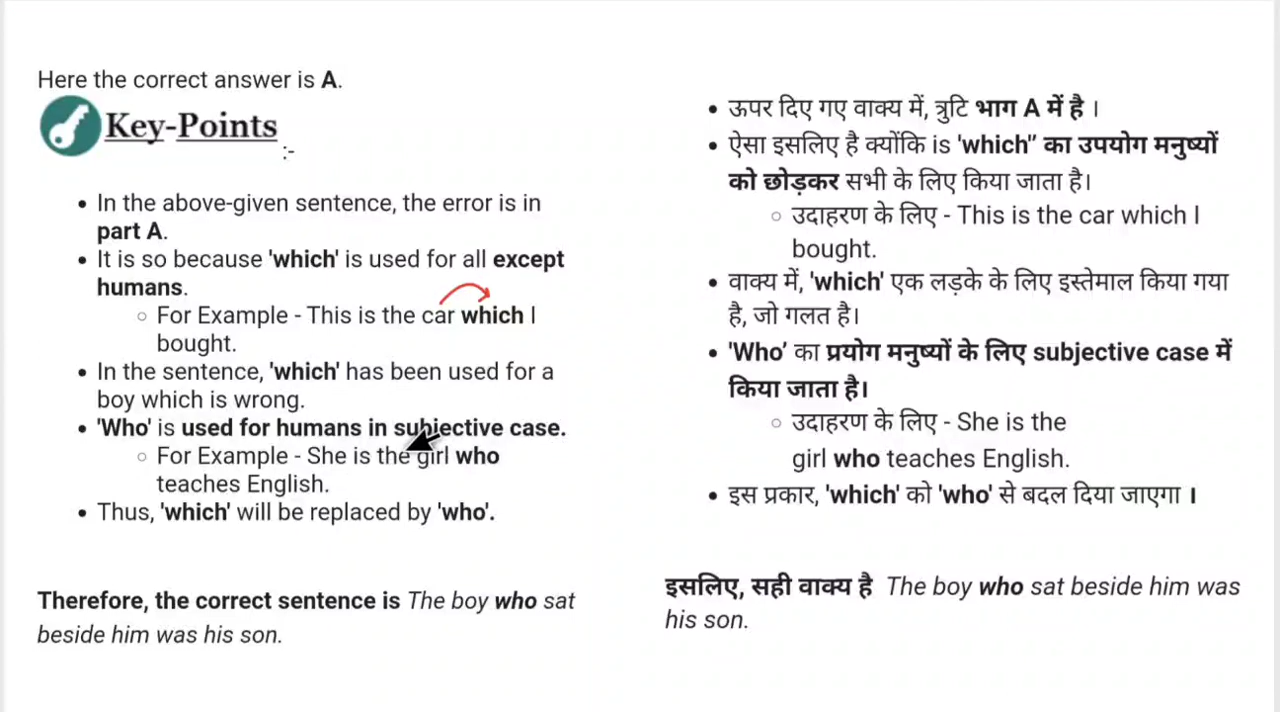 Here the correct answer is A.
Key-Points
:-
• In the above-given sentence, the error is in
part A.
• It is so because 'which' is used for all except
humans.
○ For Example - This is the car which I
bought.
• In the sentence, 'which' has been used for a
boy which is wrong.
• 'Who' is used for humans in subjective case.
○ For Example - She is the girl who
teaches English.
• Thus, 'which' will be replaced by 'who'.
Therefore, the correct sentence is The boy who sat
beside him was his son.
• ऊपर दिए गए वाक्य में, त्रुटि भाग A में है ।
• ऐसा इसलिए है क्योंकि is 'which" का उपयोग मनुष्यों
को छोड़कर सभी के लिए किया जाता है।
○ उदाहरण के लिए - This is the car which I
bought.
• वाक्य में, 'which' एक लड़के के लिए इस्तेमाल किया गया
है, जो गलत है।
• 'Who' का प्रयोग मनुष्यों के लिए subjective case में
किया जाता है।
○ उदाहरण के लिए - She is the
girl who teaches English.
• इस प्रकार, 'which' को 'who' से बदल दिया जाएगा ।
इसलिए, सही वाक्य है The boy who sat beside him was
his son.